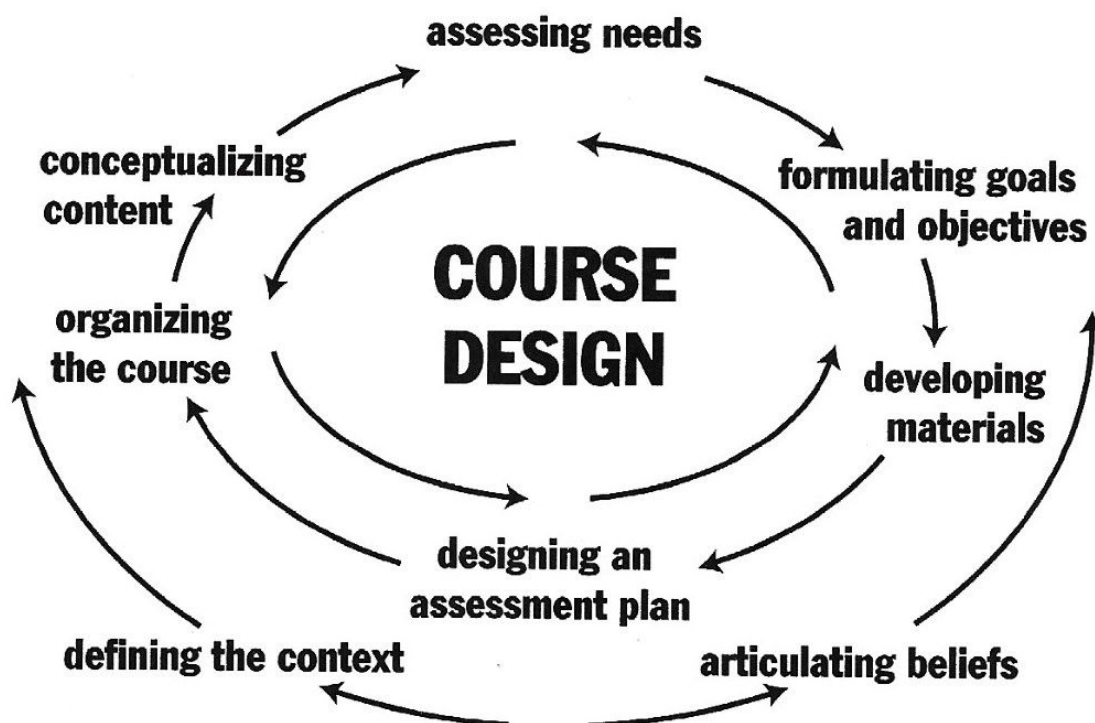 assessing needs
conceptualizing
content
formulating goals
and objectives
COURSE
DESIGN
organizing
the course
developing
materials
designing an
assessment plan
defining the context
articulating beliefs